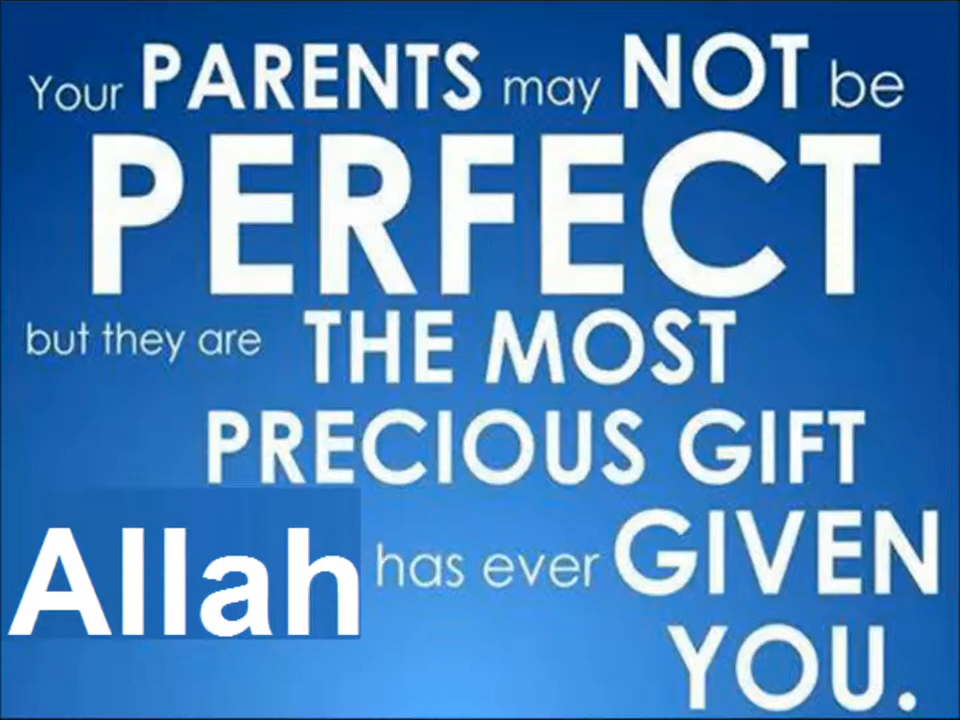 Your PARENTS may NOT be
PERFECT
but they are THE MOST
PRECIOUS GIFT
Allah has ever GIVEN
YOU.